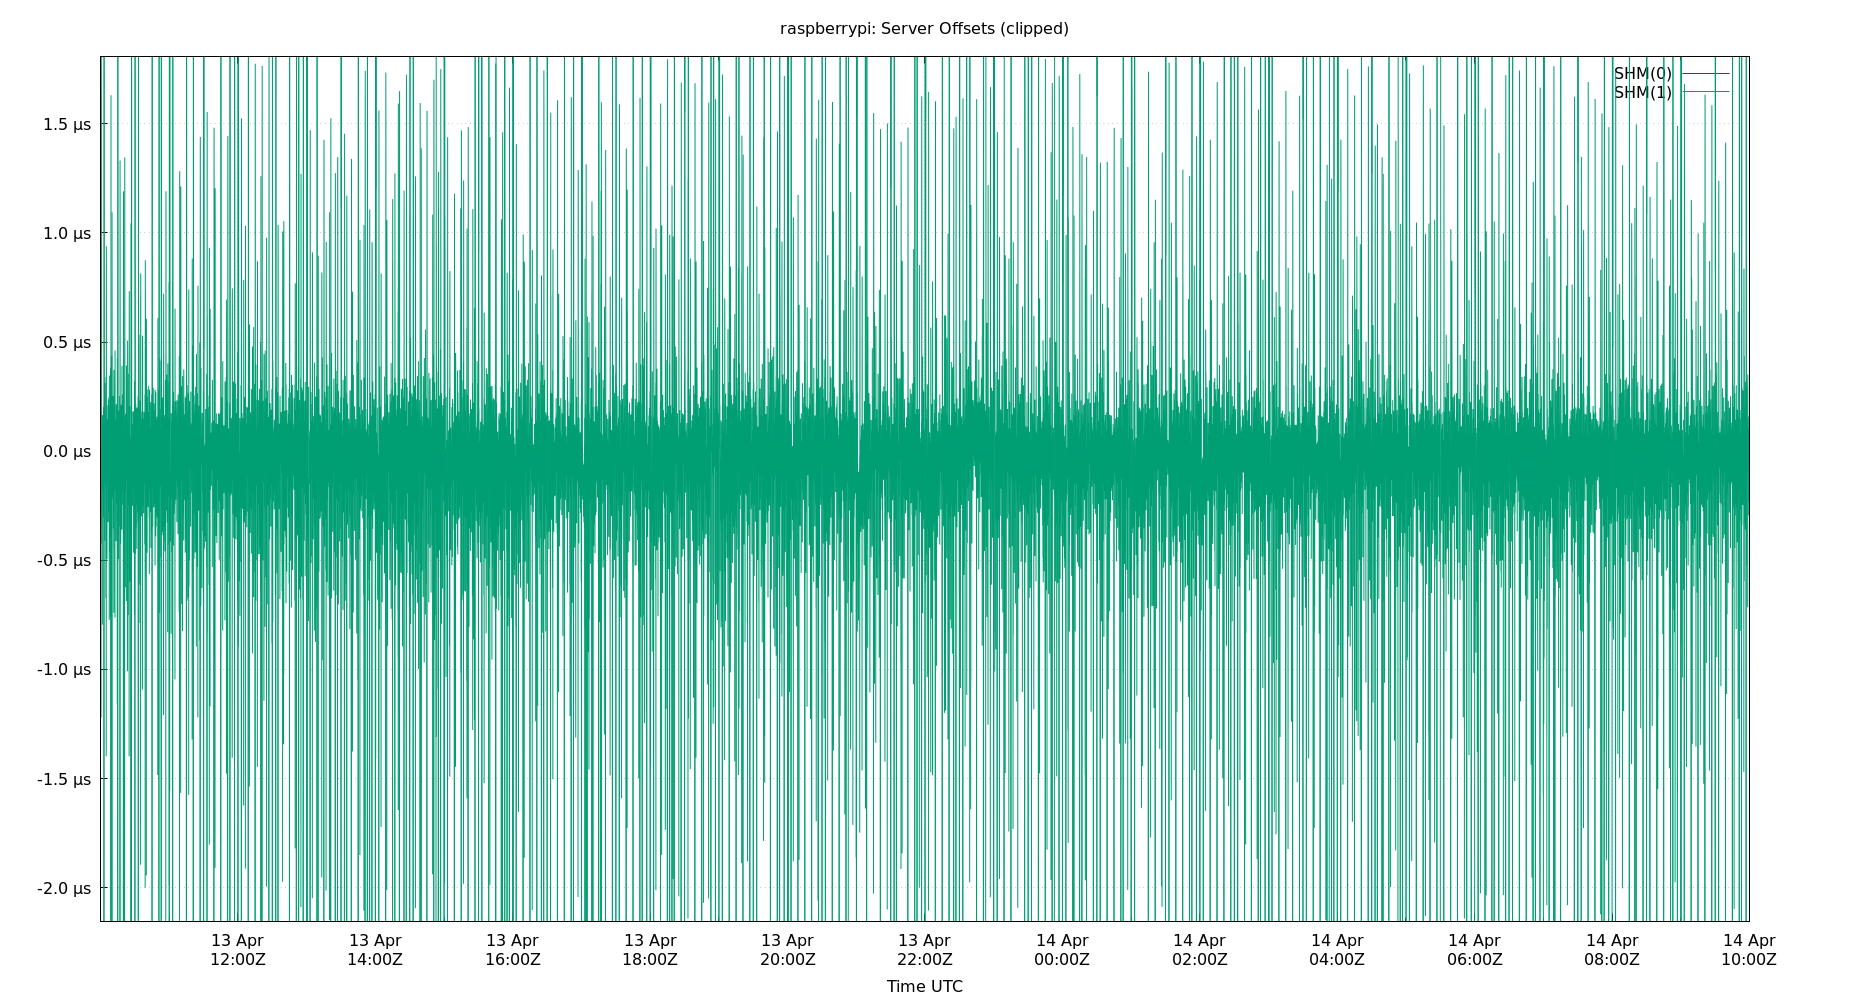 raspberrypi: Server Offsets (clipped)
SHM(0)
SHM(1)
1.5 µs
1.0 µs
0.5 µs
0.0 µs
-0.5 µs
-1.0 µs
-1.5 µs
-2.0 µs
13 Apr 13 Apr 13 Apr 13 Apr 13 Apr 13 Apr 14 Apr 14 Apr 14 Apr 14 Apr 14 Apr 14 Apr
12:00Z 14:00Z 16:00Z 18:00Z 20:00Z 22:00Z 00:00Z 02:00Z 04:00Z 06:00Z 08:00Z 10:00Z
Time UTC